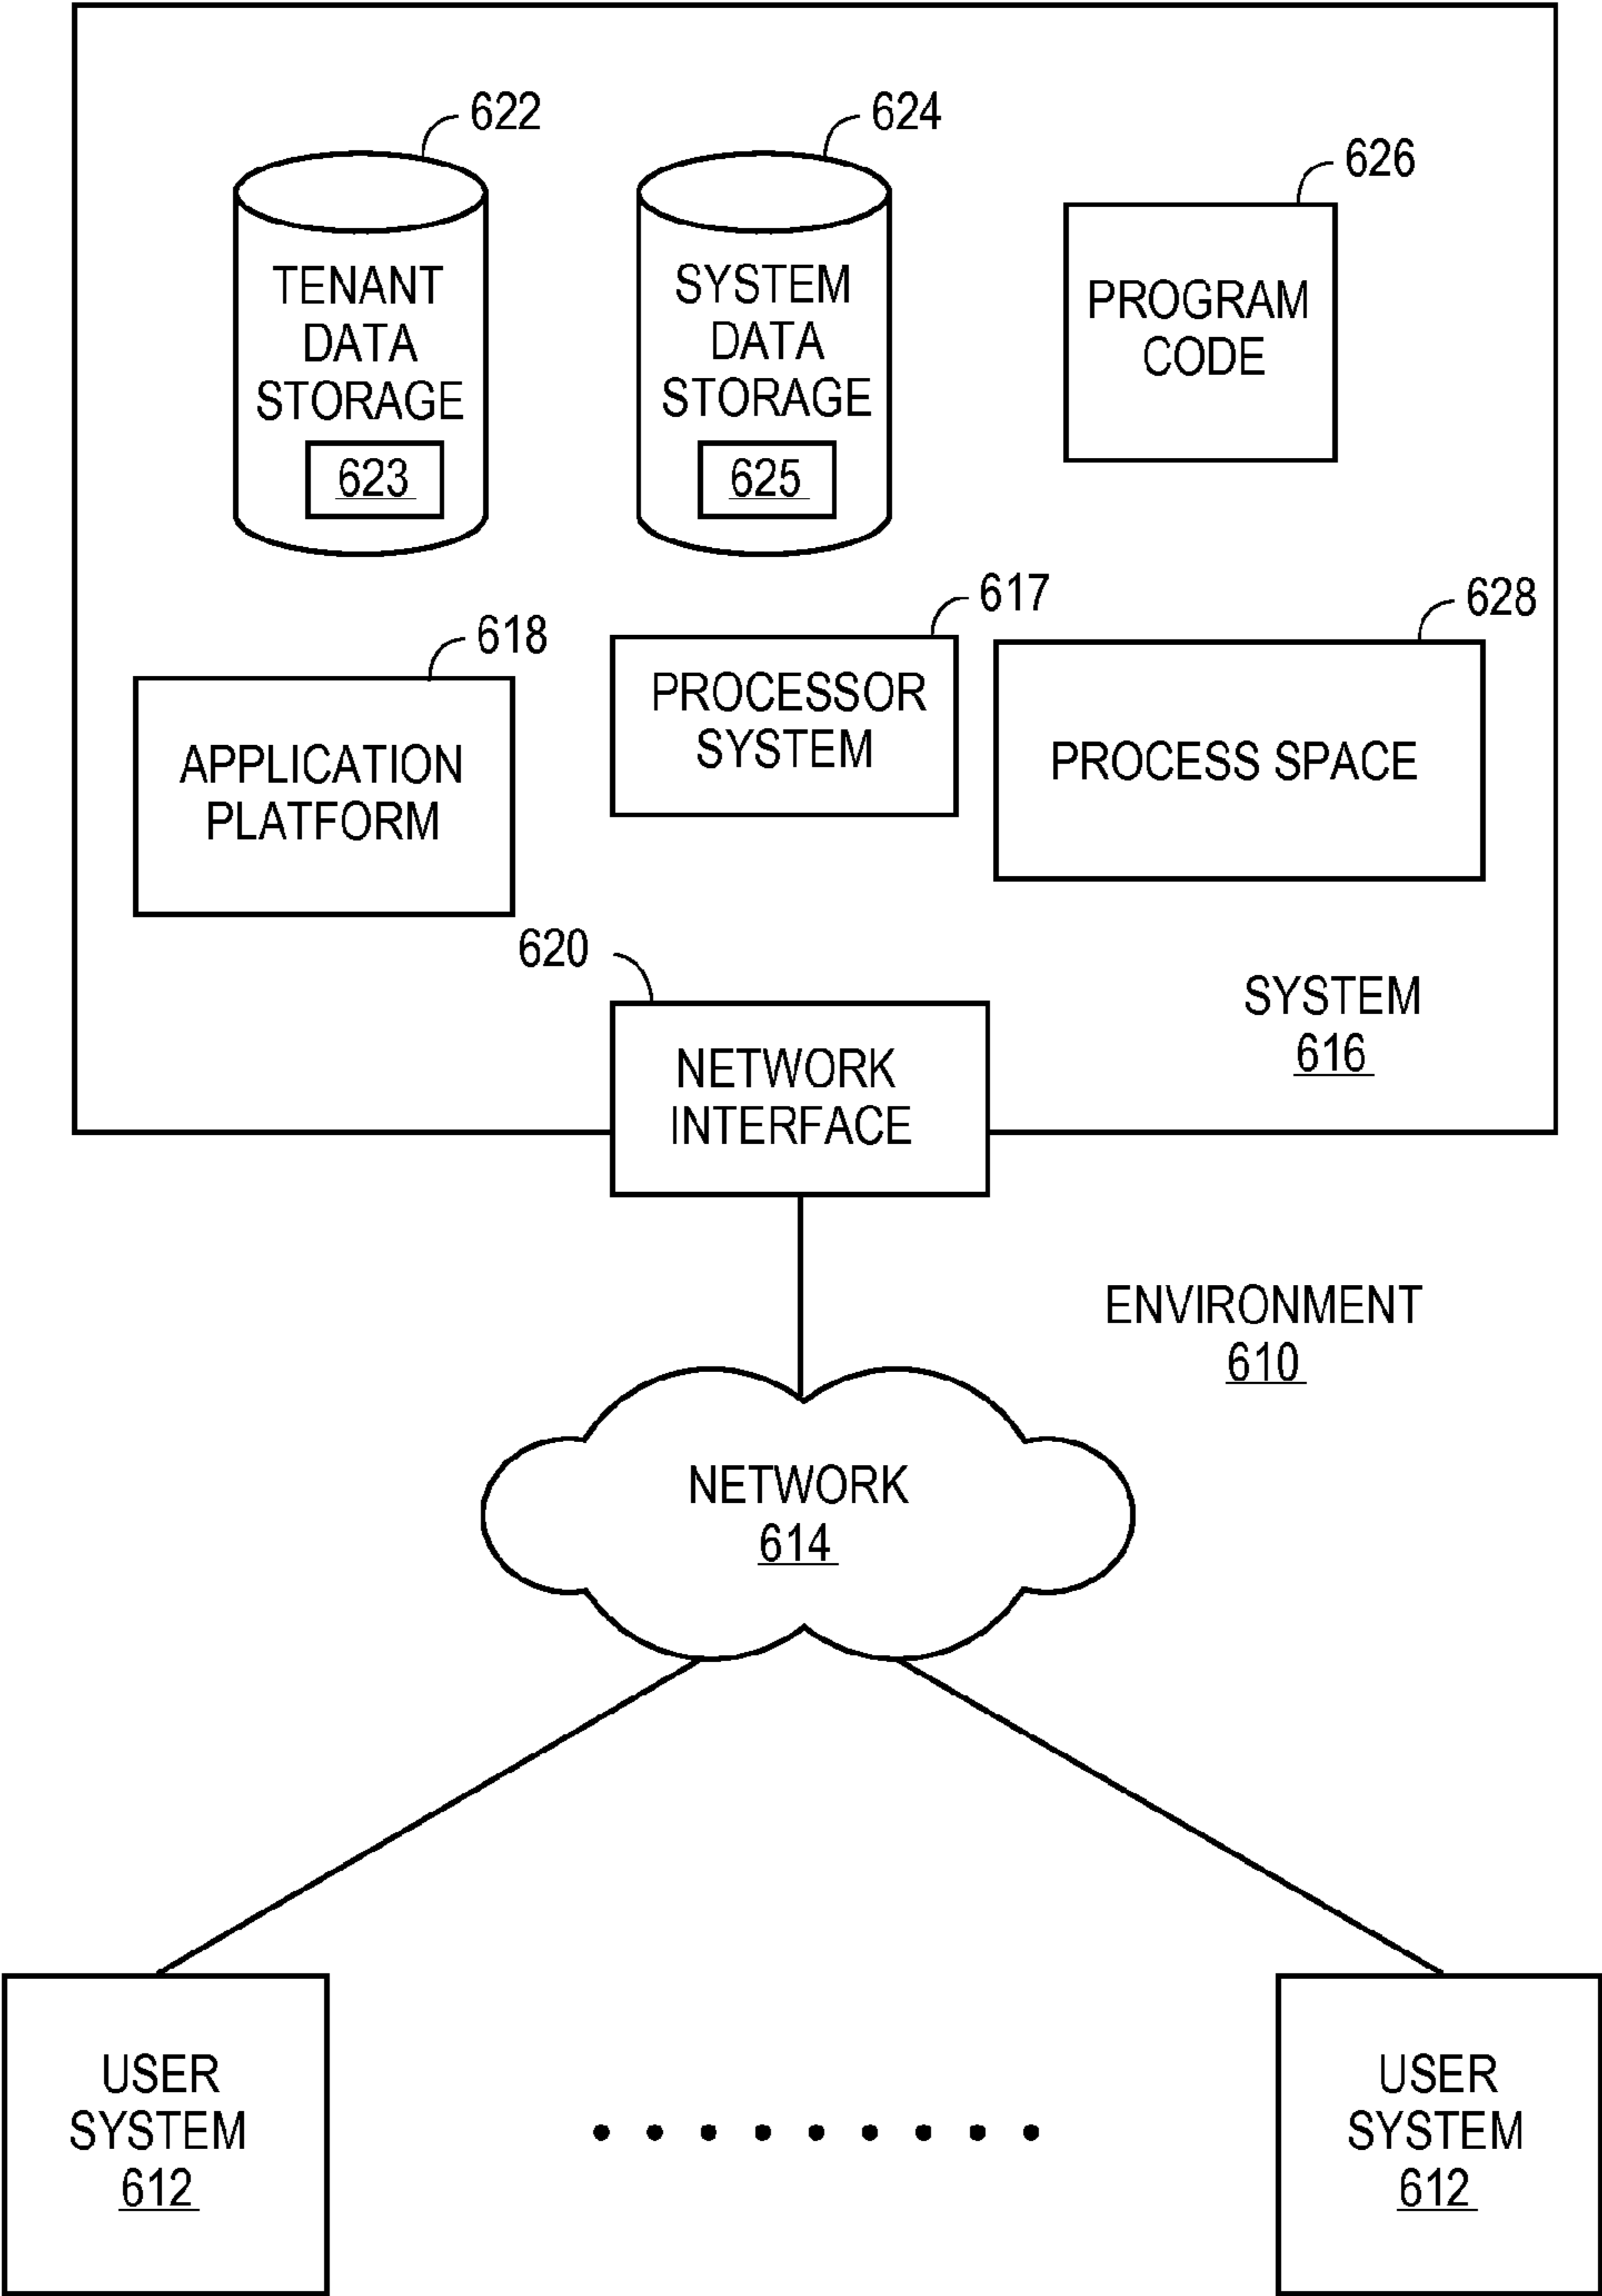 622
624
626
TENANT
DATA
STORAGE
623
SYSTEM
DATA
STORAGE
625
PROGRAM
CODE
618
617
628
APPLICATION
PLATFORM
PROCESSOR
SYSTEM
PROCESS SPACE
620
NETWORK
INTERFACE
SYSTEM
616
ENVIRONMENT
610
NETWORK
614
USER
SYSTEM
612
USER
SYSTEM
612